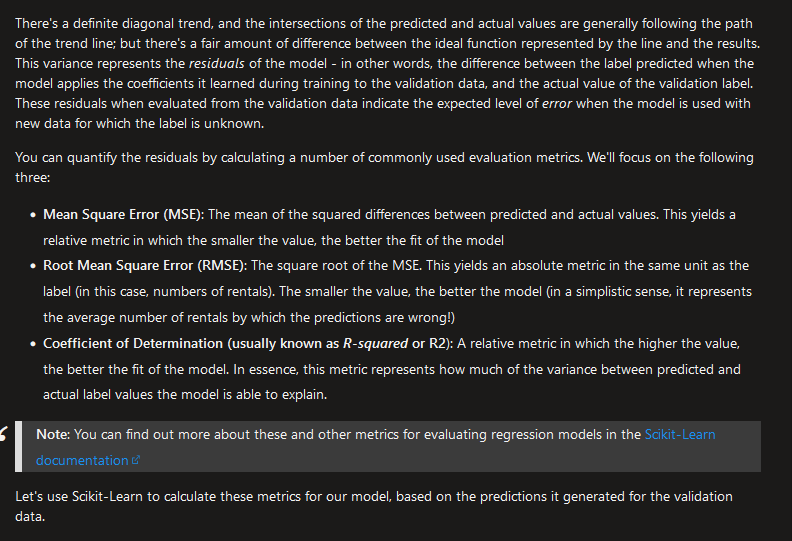 There's a definite diagonal trend, and the intersections of the predicted and actual values are generally following the path
of the trend line; but there's a fair amount of difference between the ideal function represented by the line and the results.
This variance represents the residuals of the model - in other words, the difference between the label predicted when the
model applies the coefficients it learned during training to the validation data, and the actual value of the validation label.
These residuals when evaluated from the validation data indicate the expected level of error when the model is used with
new data for which the label is unknown.
You can quantify the residuals by calculating a number of commonly used evaluation metrics. We'll focus on the following
three:
• Mean Square Error (MSE): The mean of the squared differences between predicted and actual values. This yields a
relative metric in which the smaller the value, the better the fit of the model
• Root Mean Square Error (RMSE): The square root of the MSE. This yields an absolute metric in the same unit as the
label (in this case, numbers of rentals). The smaller the value, the better the model (in a simplistic sense, it represents
the average number of rentals by which the predictions are wrong!)
• Coefficient of Determination (usually known as R-squared or R2): A relative metric in which the higher the value,
the better the fit of the model. In essence, this metric represents how much of the variance between predicted and
actual label values the model is able to explain.
Note: You can find out more about these and other metrics for evaluating regression models in the Scikit-Learn
documentation
Let's use Scikit-Learn to calculate these metrics for our model, based on the predictions it generated for the validation
data.